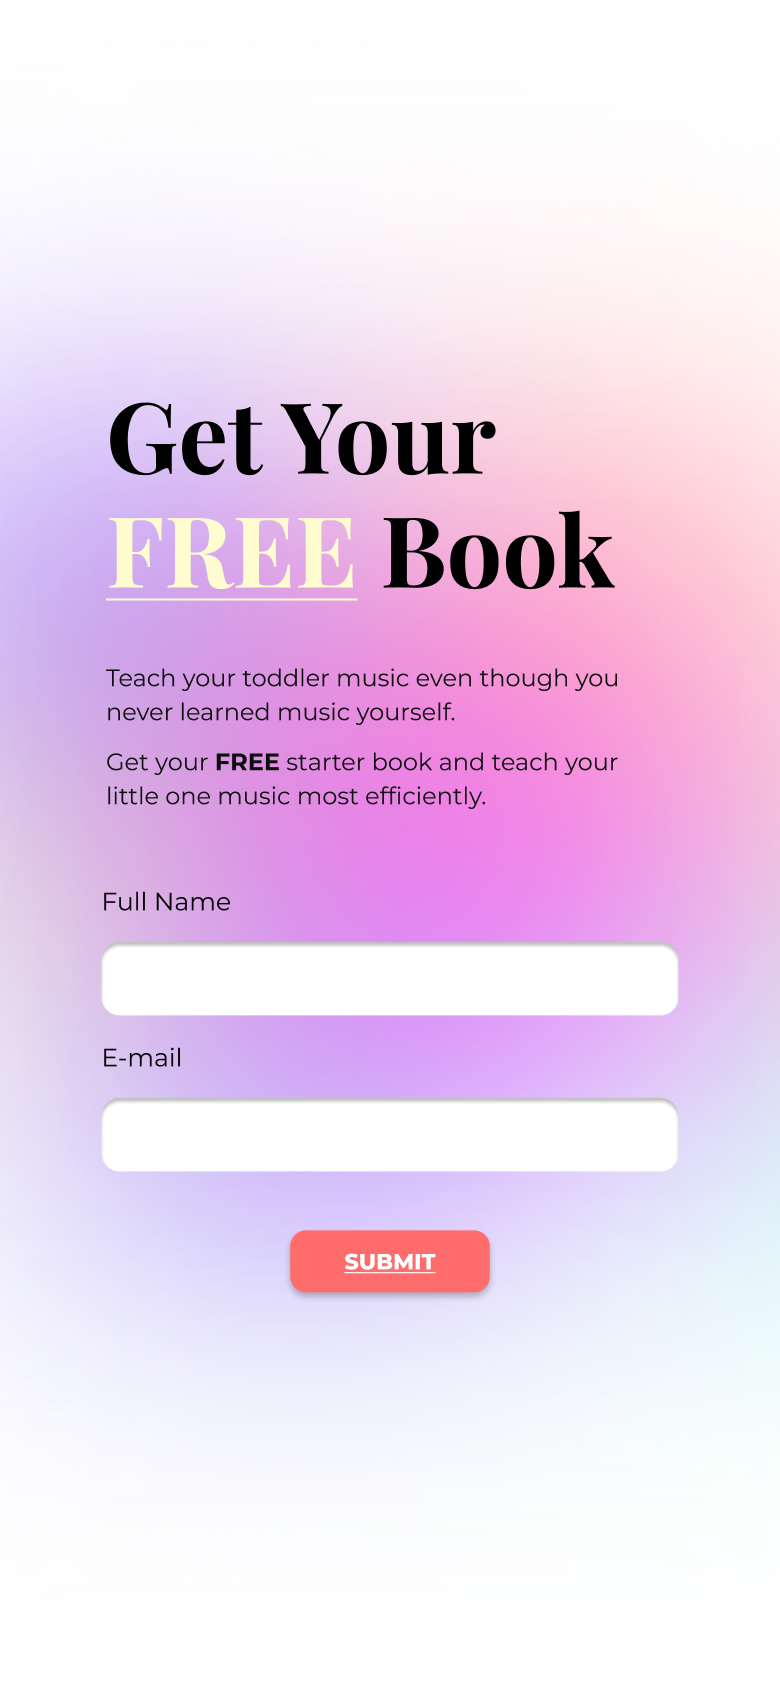 Get Your
FREE Book
Teach your toddler music even though you
never learned music yourself.
Get your FREE starter book and teach your
little one music most efficiently.
Full Name
E-mail
SUBMIT